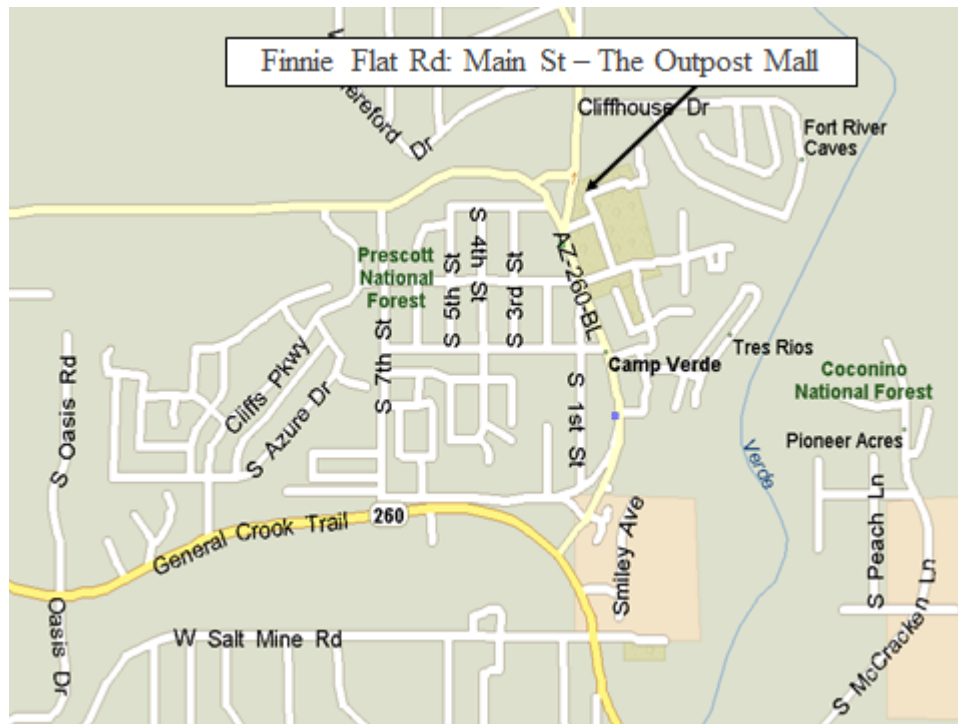 Finnie Flat Rd: Main St – The Outpost Mall
Cliffhouse Dr
Hereford Dr
Fort River
Caves
S 4th St
S 3rd St
S 5th St
AZ-260-BL
Prescott
National
Forest
S 7th St
Cliffs Pkwy
S Azure Dr
S Oasis Rd
Camp Verde
Tres Rios
S 1st St
Coconino
National Forest
Pioneer Acres
Verde
S Peach Ln
General Crook Trail
260
Smiley Ave
Oasis Dr
W Salt Mine Rd
S McCracken Ln